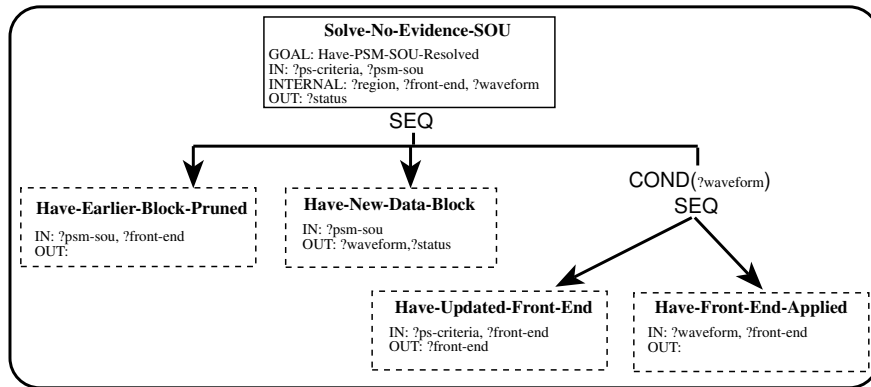 Solve-No-Evidence-SOU
GOAL: Have-PSM-SOU-Resolved
IN: ?ps-criteria, ?psm-sou
INTERNAL: ?region, ?front-end, ?waveform
OUT: ?status
SEQ
COND(?waveform)
SEQ
Have-Earlier-Block-Pruned
IN: ?psm-sou, ?front-end
OUT:
Have-New-Data-Block
IN: ?psm-sou
OUT: ?waveform,?status
Have-Updated-Front-End
IN: ?ps-criteria, ?front-end
OUT: ?front-end
Have-Front-End-Applied
IN: ?waveform, ?front-end
OUT: